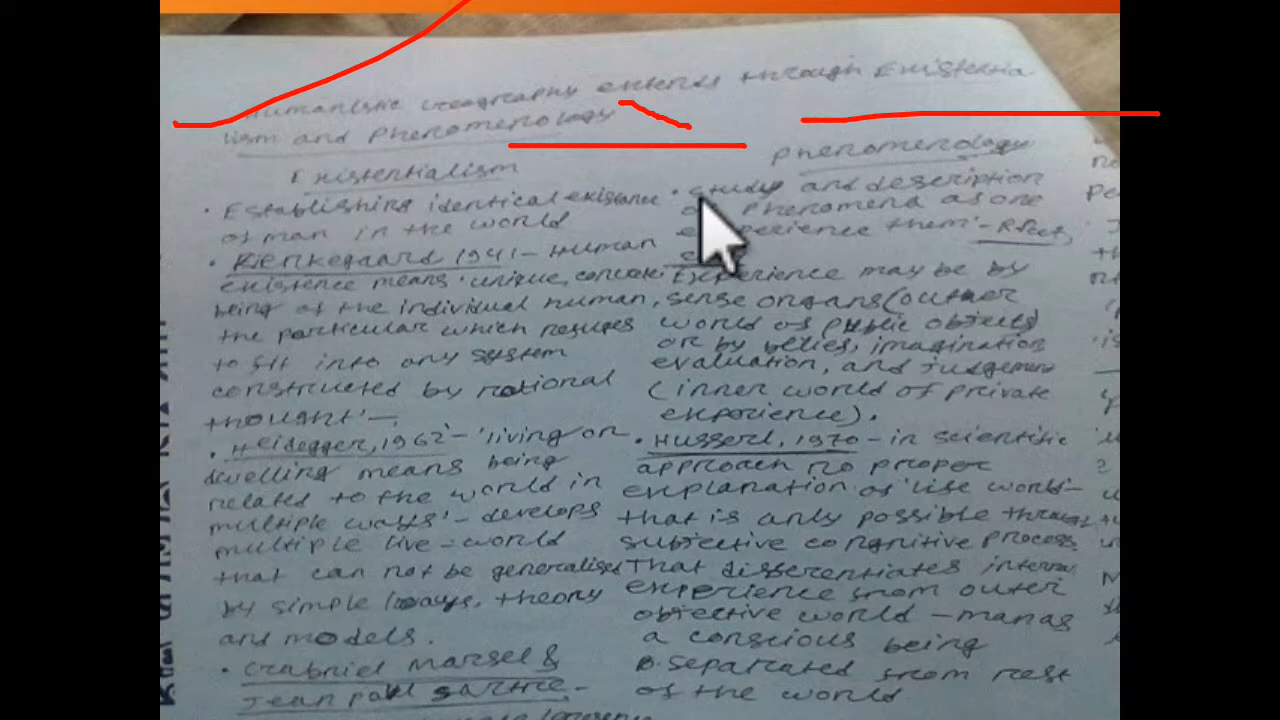 Humanistic Geography enters through Existentia
lism and Phenomenology
Existentialism
• Establishing identical existence
of man in the world
• Kierkegaard 1941 - Human
existence means 'unique, concrete
being of the individual human,
the particular which refuses
to fit into any system
constructed by rational
thought' -.
• Heidegger, 1962 - 'living or
dwelling means being
related to the world in
multiple ways' - develops
multiple live-world
that can not be generalised
by simple laws, theory
and models.
• Gabriel Marsel &
Jean paul sartre -
Phenomenology
• Study and description
Phenomena as one
experience them' -
Experience may be by
sense organs (outher
world of public objects)
or by belies, imagination
evaluation, and judgement
(inner world of private
experience).
• Husserl, 1970 - in scientific
approach no proper
explanation of 'life world' -
that is only possible through
subjective cognitive process
that differentiates internal
experience from outer
objective world - man as
a conscious being
separated from rest
of the world